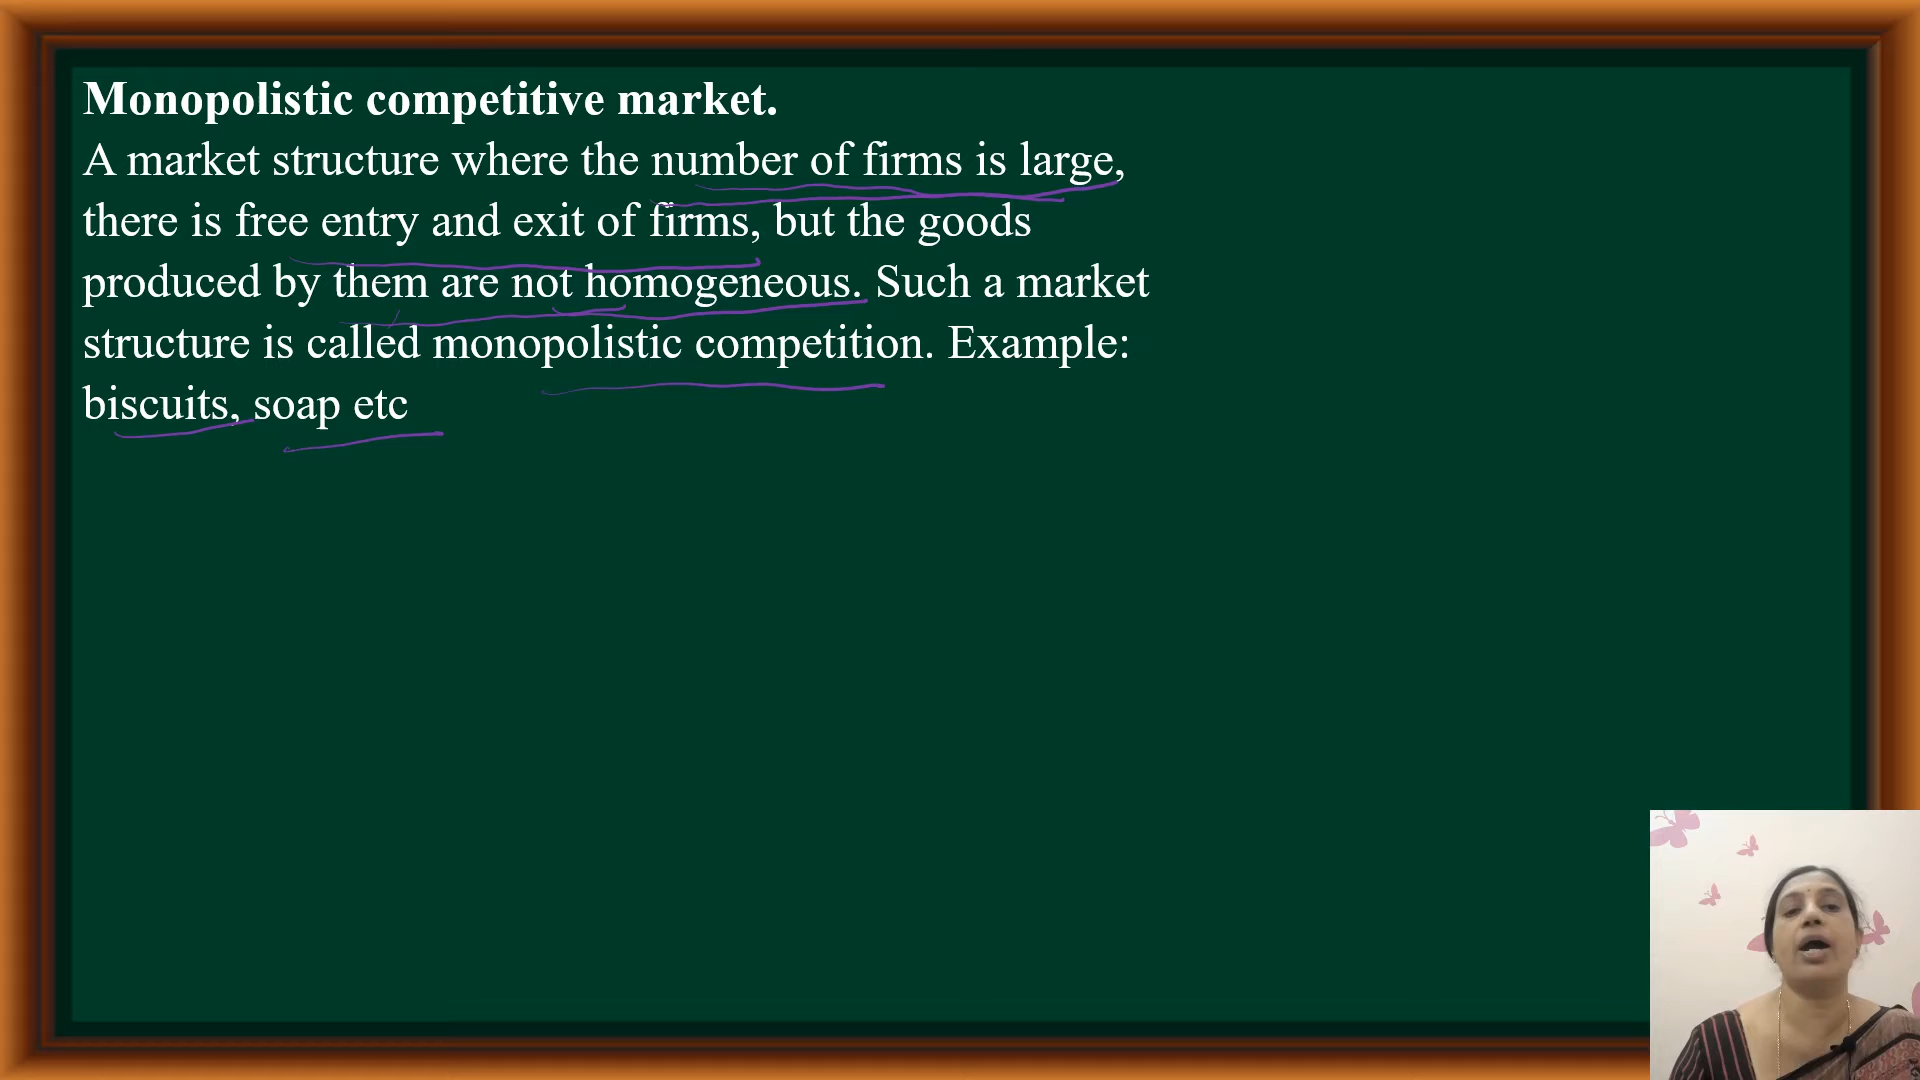 Monopolistic competitive market.
A market structure where the number of firms is large,
there is free entry and exit of firms, but the goods
produced by them are not homogeneous. Such a market
structure is called monopolistic competition. Example:
biscuits, soap etc